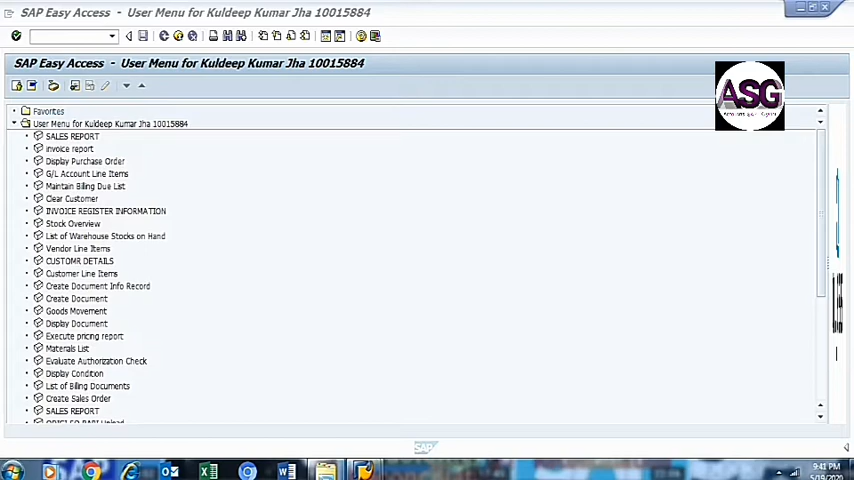 SAP Easy Access - User Menu for Kuldeep Kumar Jha 10015884
SAP Easy Access - User Menu for Kuldeep Kumar Jha 10015884
ASG
Favorites
User Menu for Kuldeep Kumar Jha 10015884
SALES REPORT
invoice report
Display Purchase Order
G/L Account Line Items
Maintain Billing Due List
Clear Customer
INVOICE REGISTER INFORMATION
Stock Overview
List of Warehouse Stocks on Hand
Vendor Line Items
CUSTOMR DETAILS
Customer Line Items
Create Document Info Record
Create Document
Goods Movement
Display Document
Execute pricing report
Materials List
Evaluate Authorization Check
Display Condition
List of Billing Documents
Create Sales Order
SALES REPORT
SAP
9:41 PM
5/19/2020